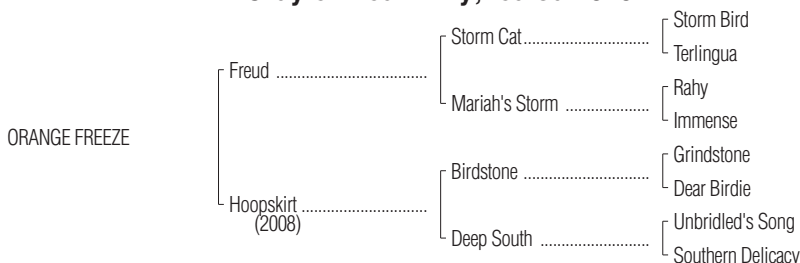 Storm Bird
Storm Cat
Terlingua
Freud
Rahy
Mariah's Storm
Immense
ORANGE FREEZE
Grindstone
Birdstone
Dear Birdie
Hoopskirt
(2008)
Unbridled's Song
Deep South
Southern Delicacy